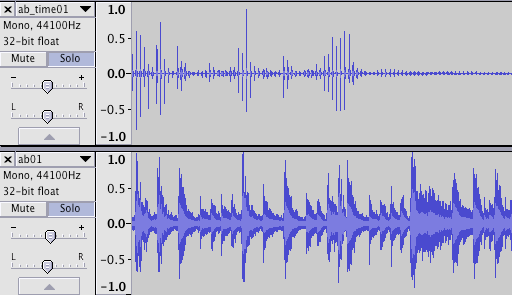 × ab_time01 ▼
Mono, 44100Hz
32-bit float
Mute Solo
- +
L R
1.0
0.5
0.0
-0.5
-1.0
× ab01 ▼
Mono, 44100Hz
32-bit float
Mute Solo
- +
L R
1.0
0.5
0.0
-0.5
-1.0